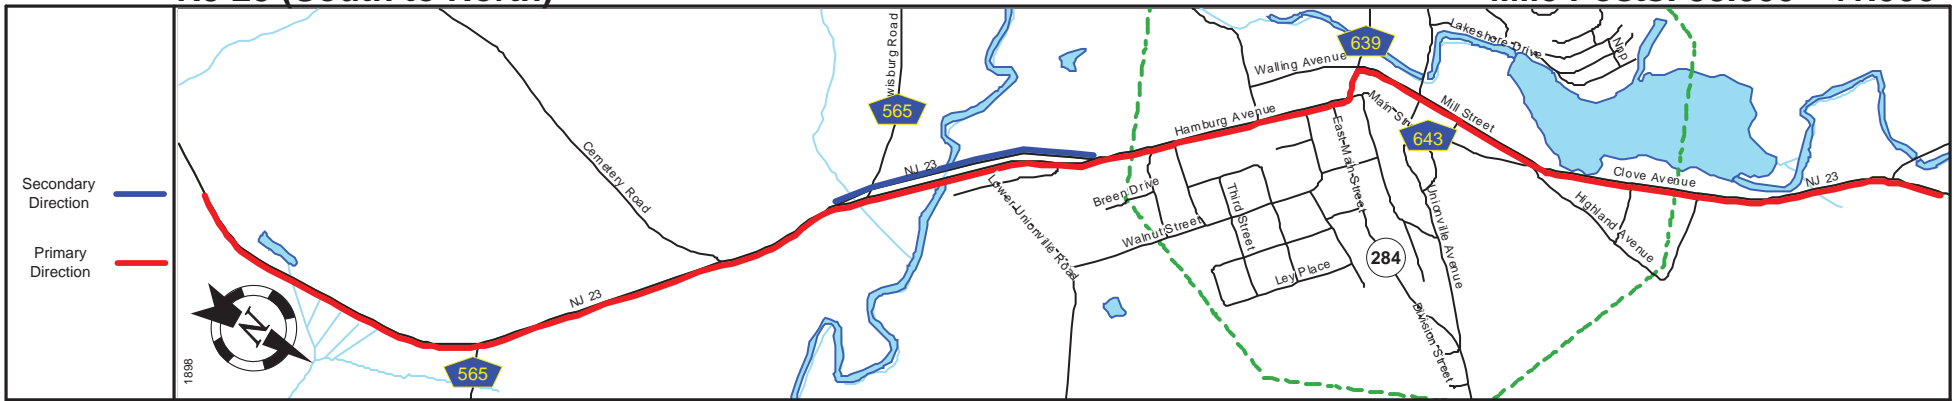 Secondary
Direction
Primary
Direction
1898
N
NJ 23
565
Cemetery Road
565
NJ 23
Lower Unionville Road
Breen Drive
Walnut Street
Hamburg Avenue
Walling Avenue
639
Third Street
Ley Place
East Main Street
284
Division Street
Unionville Avenue
643
Mill Street
Lakeshore Drive
Clove Avenue
Highland Avenue
NJ 23